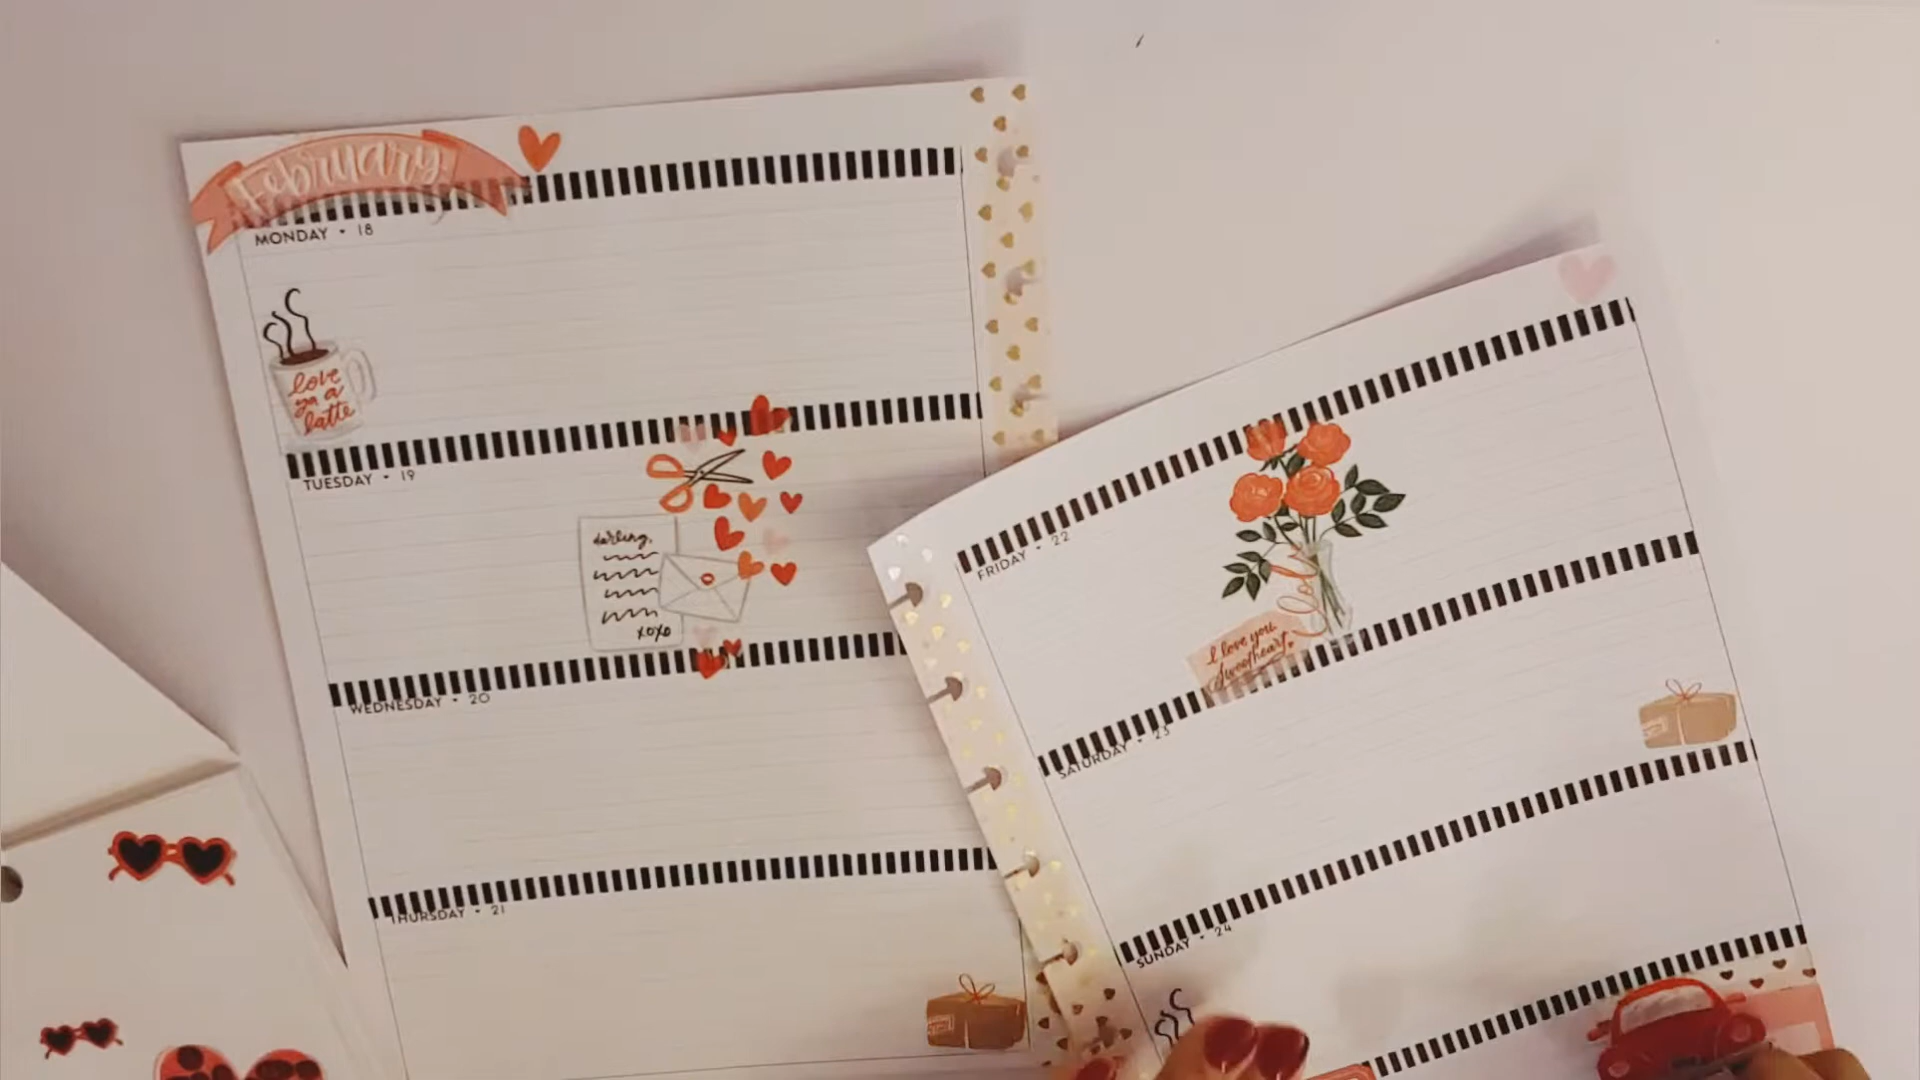 February
MONDAY • 18
love
ya a
latte
TUESDAY • 19
darling,
xoxo
WEDNESDAY • 20
THURSDAY • 21
FRIDAY • 22
I love you
Sweetheart
SATURDAY • 23
SUNDAY • 24